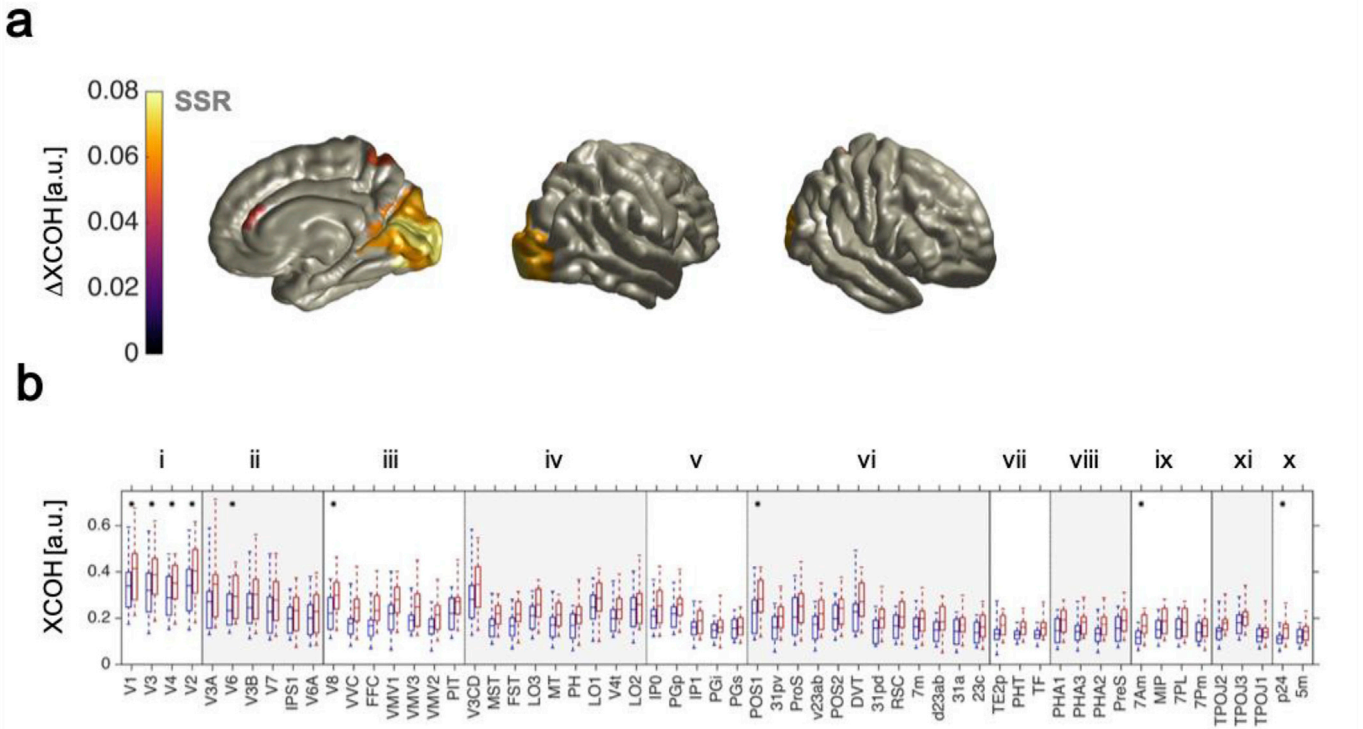 a
0.08
SSR
0.06
0.04
0.02
0
ΔXCOH [a.u.]
b
i ii iii iv v vi vii viii ix xi x
XCOH [a.u.]
0.6
0.4
0.2
0
V1 V3 V4 V2 V3A V6 V3B V7 IPS1 V6A V8 VVC FFC VMV1 VMV3 VMV2 PIT V3CD MST FST LO3 MT PH LO1 V4t LO2 IP0 PGp IP1 PGi PGs POS1 31pv ProS v23ab POS2 DVT 31pd RSC 7m d23ab 31a 23c TE2p PHT TF PHA1 PHA3 PHA2 PreS 7Am MIP 7PL 7Pm TPOJ2 TPOJ3 TPOJ1 p24 5m